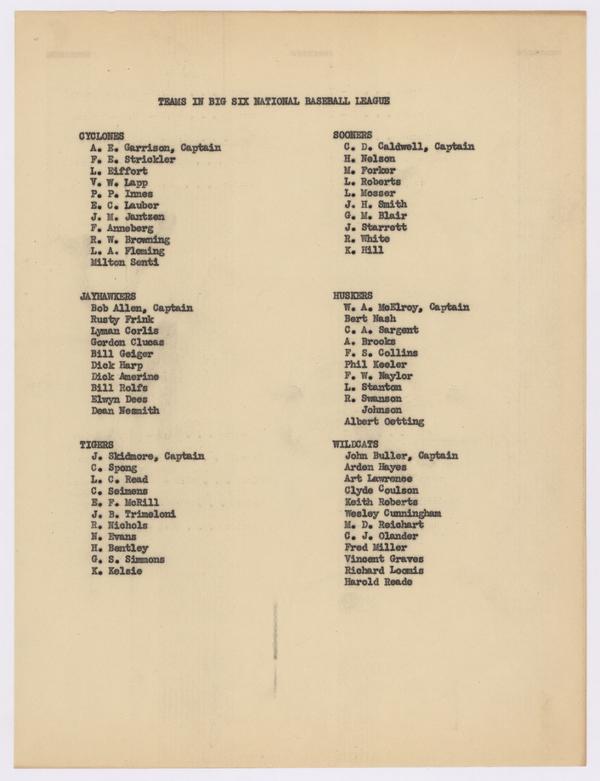 TEAMS IN BIG SIX NATIONAL BASEBALL LEAGUE
CYCLONES
A. E. Garrison, Captain
F. E. Strickler
L. Eiffort
V. W. Lapp
P. P. Innes
E. C. Lauber
J. M. Jantzen
F. Anneberg
R. W. Browning
L. A. Fleming
Milton Senti
SOONERS
C. D. Caldwell, Captain
H. Nelson
M. Forker
L. Roberts
L. Mosser
J. H. Smith
G. M. Blair
J. Starrett
R. White
K. Hill
JAYHAWKERS
Bob Allen, Captain
Rusty Frink
Lyman Corlis
Gordon Clucas
Bill Geiger
Dick Harp
Dick Amerine
Bill Rolfs
Elwyn Dees
Dean Nesmith
HUSKERS
W. A. McElroy, Captain
Bert Nash
C. A. Sargent
A. Brooks
F. S. Collins
Phil Keeler
F. W. Naylor
L. Stanton
R. Swanson
Johnson
Albert Oetting
TIGERS
J. Skidmore, Captain
C. Spong
L. C. Read
C. Seimens
E. F. McRill
J. B. Trimeloni
R. Nichols
N. Evans
H. Bentley
G. S. Simmons
K. Kelsie
WILDCATS
John Buller, Captain
Arden Hayes
Art Lawrence
Clyde Coulson
Keith Roberts
Wesley Cunningham
M. D. Reichart
C. J. Olander
Fred Miller
Vincent Graves
Richard Loomis
Harold Reade